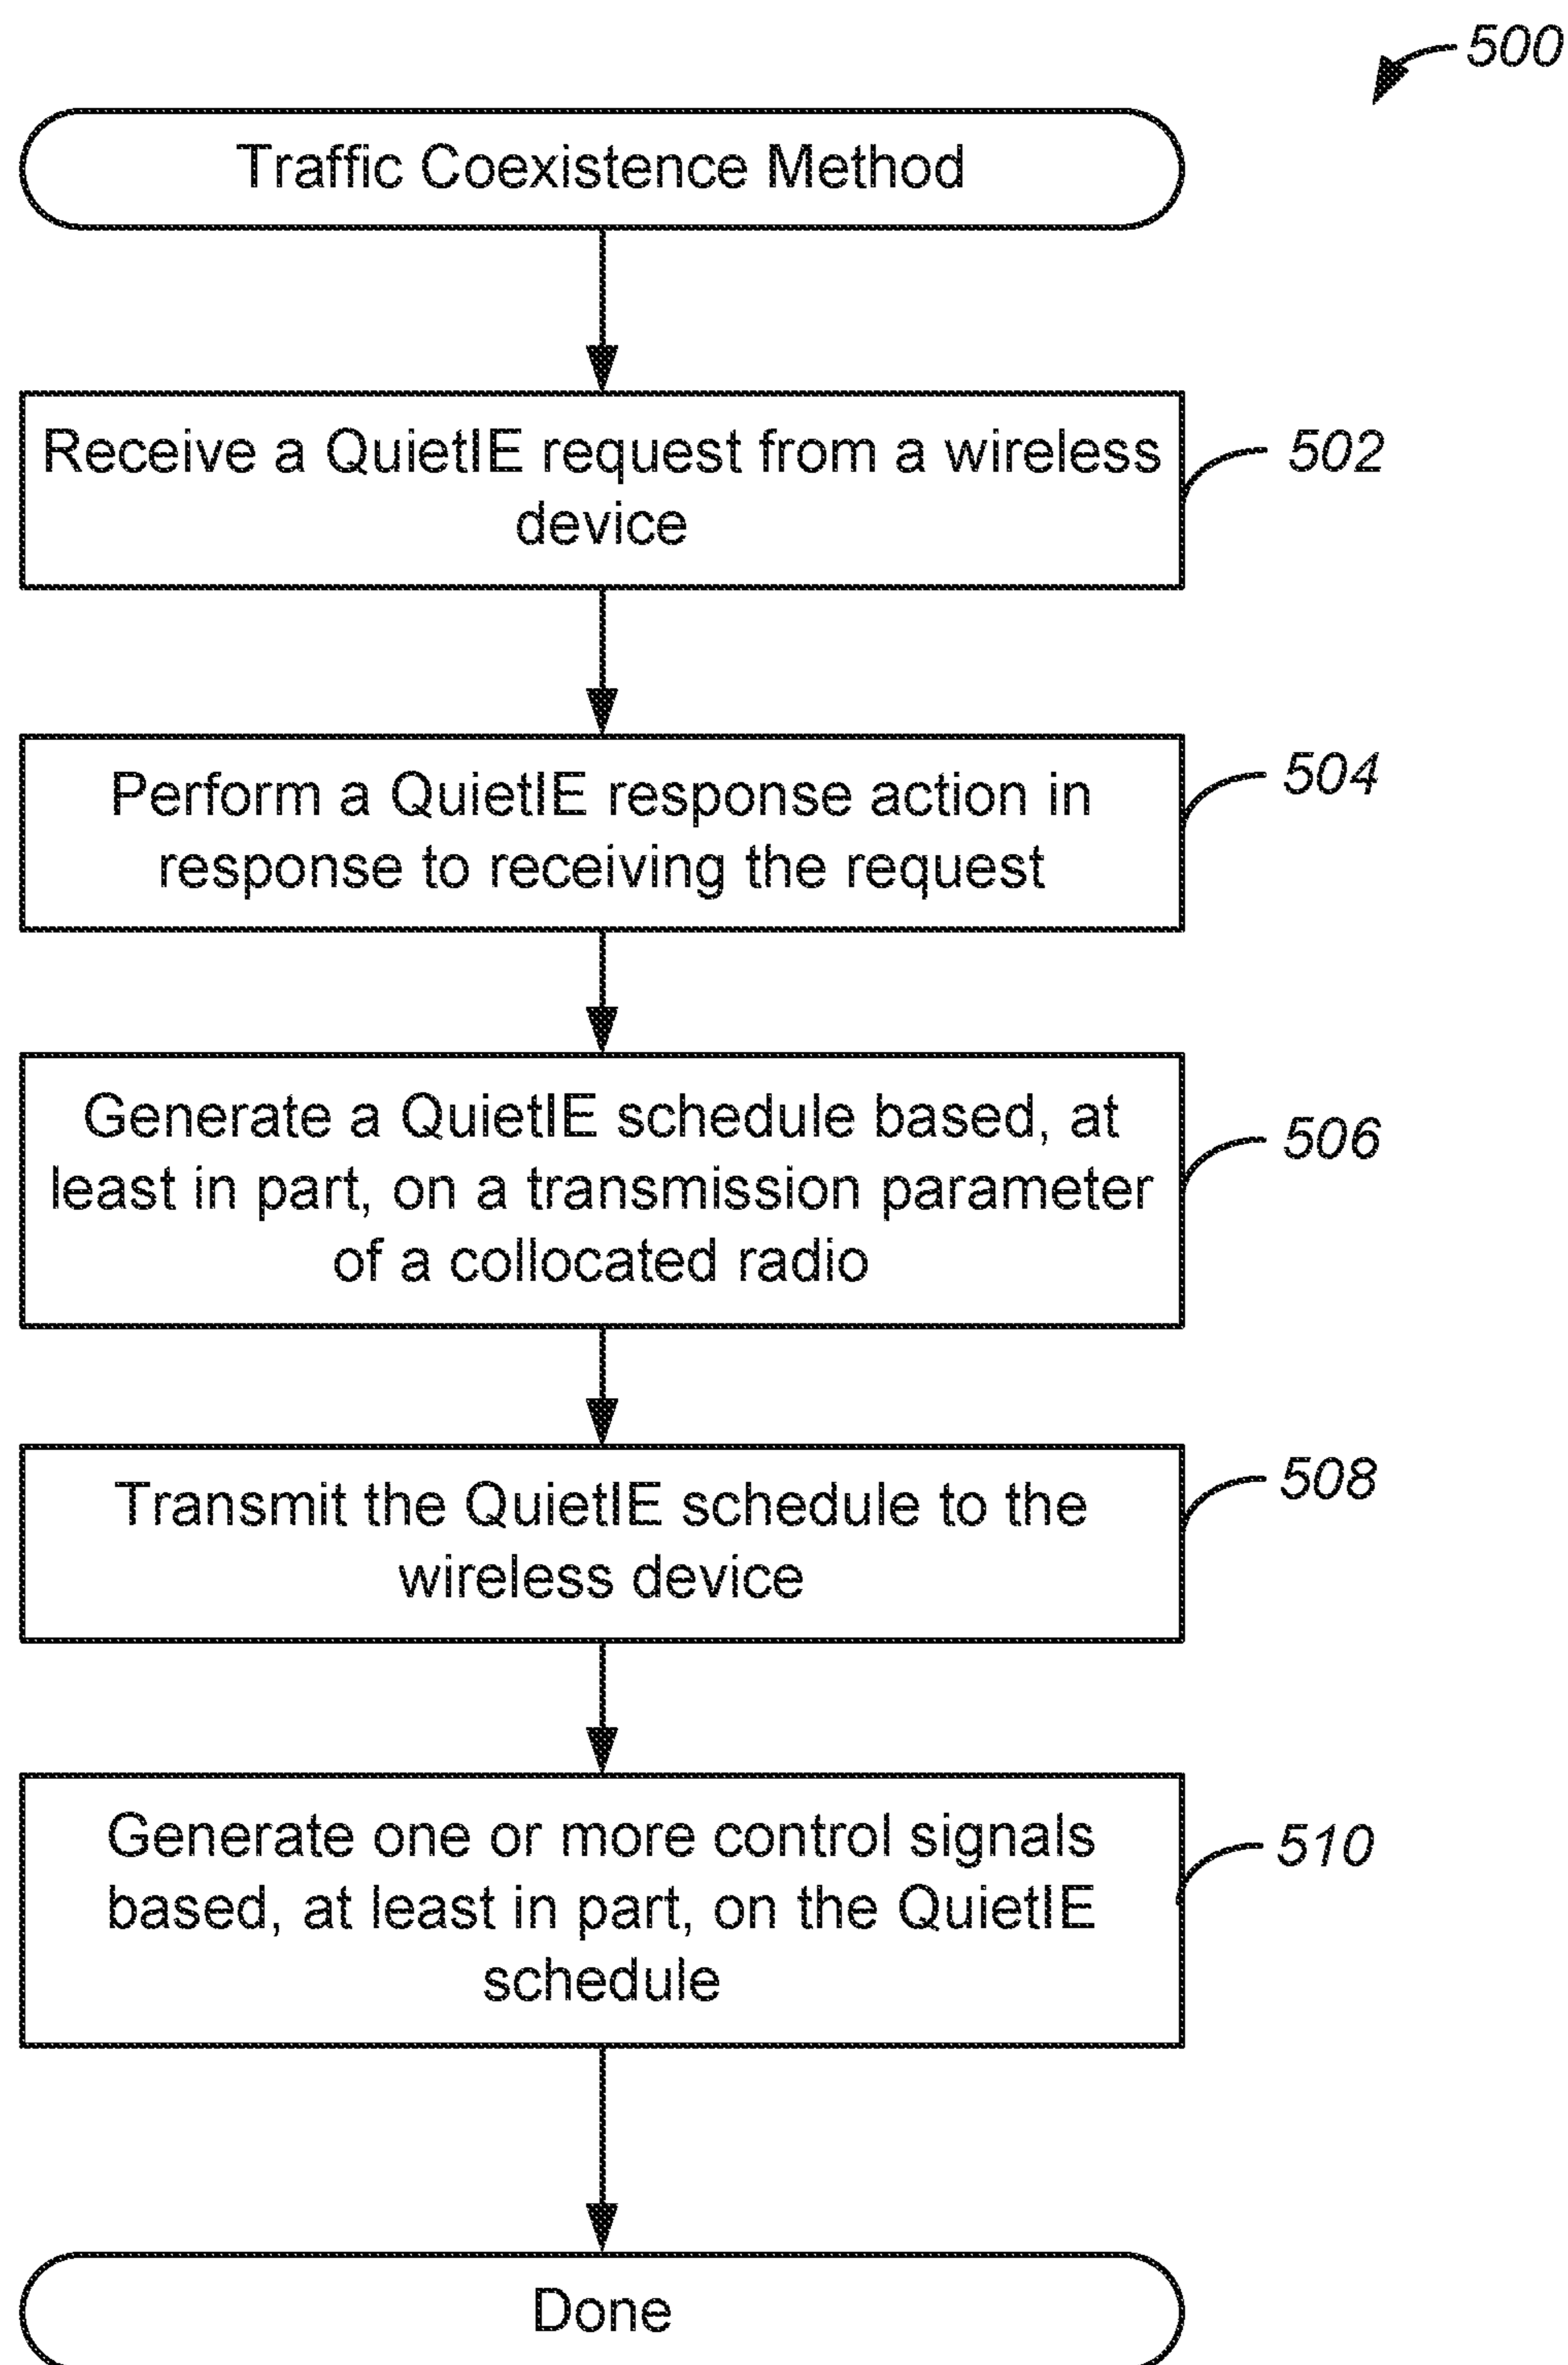 500
Traffic Coexistence Method
Receive a QuietIE request from a wireless
device
502
Perform a QuietIE response action in
response to receiving the request
504
Generate a QuietIE schedule based, at
least in part, on a transmission parameter
of a collocated radio
506
Transmit the QuietIE schedule to the
wireless device
508
Generate one or more control signals
based, at least in part, on the QuietIE
schedule
510
Done